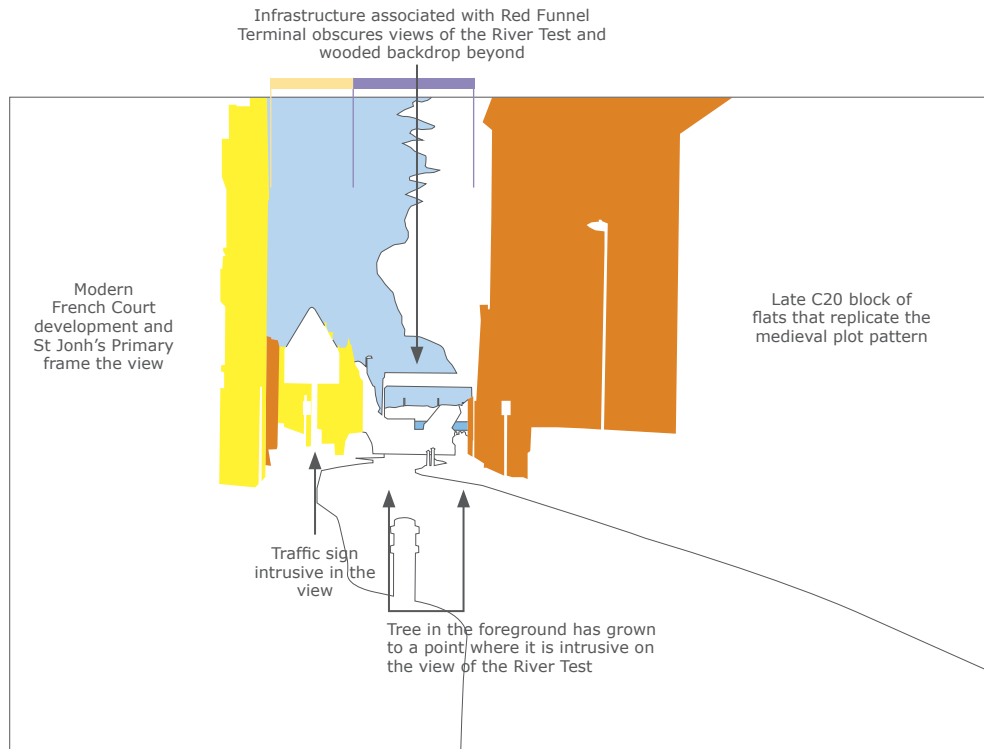 Infrastructure associated with Red Funnel
Terminal obscures views of the River Test and
wooded backdrop beyond
Modern
French Court
development and
St Jonh's Primary
frame the view
Late C20 block of
flats that replicate the
medieval plot pattern
Traffic sign
intrusive in the
view
Tree in the foreground has grown
to a point where it is intrusive on
the view of the River Test